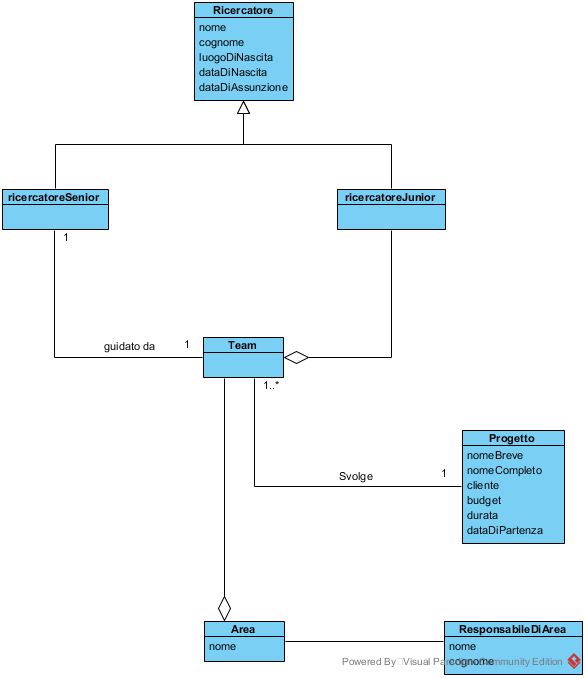 Ricercatore
nome
cognome
luogoDiNascita
dataDiNascita
dataDiAssunzione
ricercatoreSenior
ricercatoreJunior
1
guidato da
1
Team
1..*
Progetto
nomeBreve
nomeCompleto
cliente
budget
durata
dataDiPartenza
Svolge
1
Area
nome
ResponsabileDiArea
nome
cognome
Powered By Visual Paradigm Community Edition